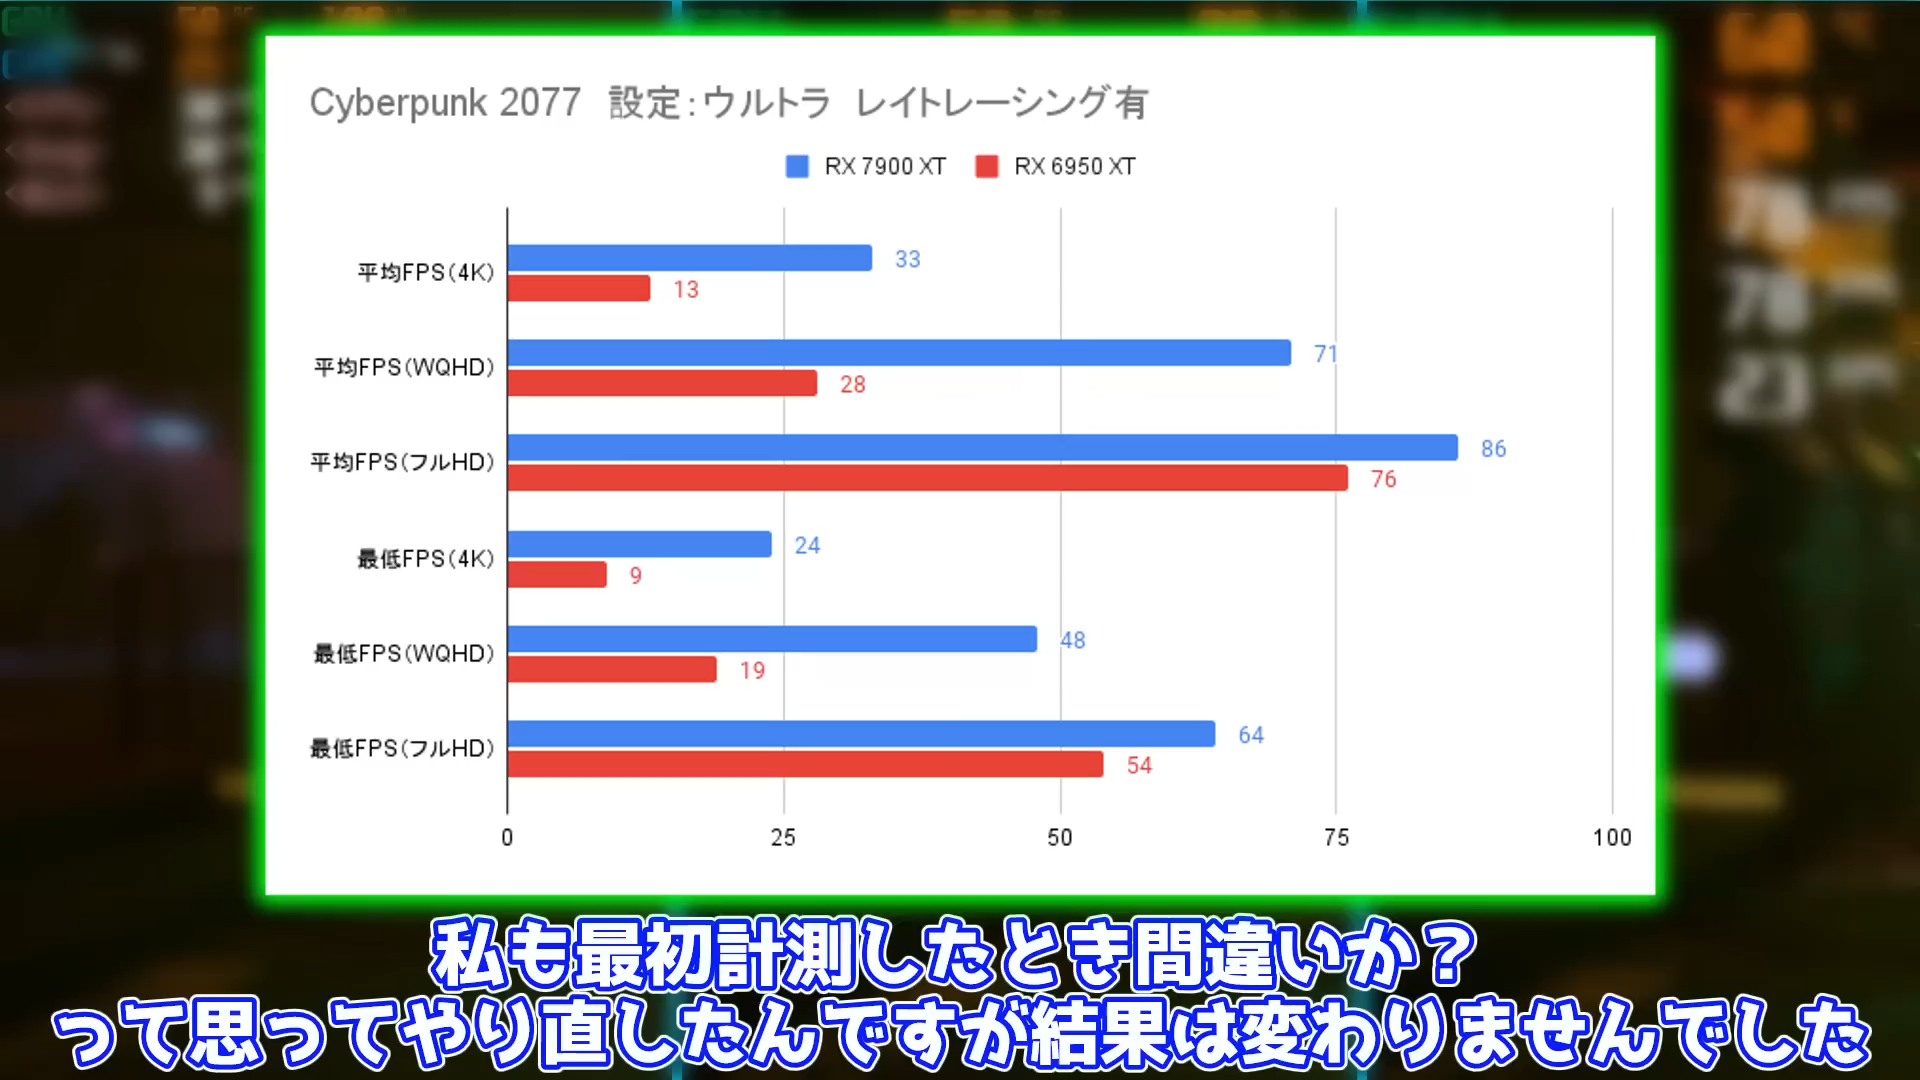 Cyberpunk 2077 設定：ウルトラ レイトレーシング有
RX 7900 XT RX 6950 XT
平均FPS（4K） 33
13
平均FPS（WQHD） 71
28
平均FPS（フルHD） 86
76
最低FPS（4K） 24
9
最低FPS（WQHD） 48
19
最低FPS（フルHD） 64
54
0 25 50 75 100
78
78
23
私も最初計測したとき間違いか？
って思ってやり直したんですが結果は変わりませんでした